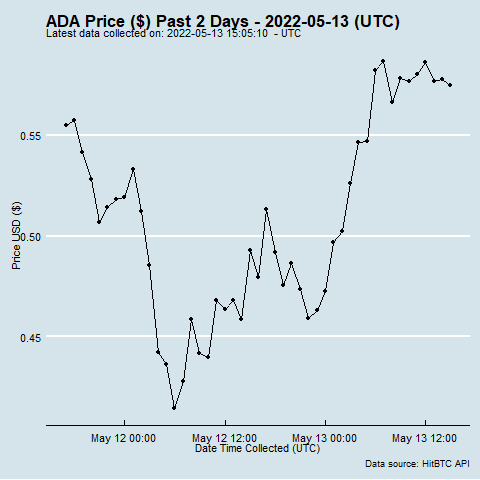 ADA Price ($) Past 2 Days - 2022-05-13 (UTC)
Latest data collected on: 2022-05-13 15:05:10  - UTC
Price USD ($)
0.55
0.50
0.45
May 12 00:00
May 12 12:00
May 13 00:00
May 13 12:00
Date Time Collected (UTC)
Data source: HitBTC API